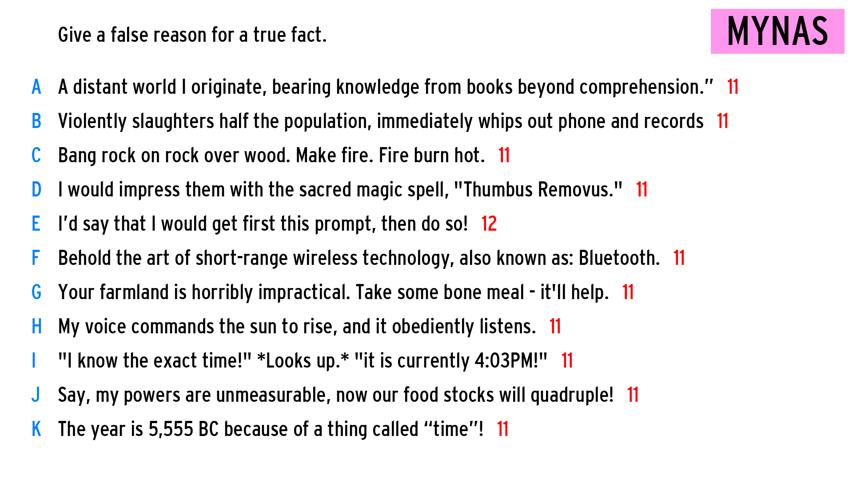 Give a false reason for a true fact.
MYNAS
A A distant world I originate, bearing knowledge from books beyond comprehension.” 11
B Violently slaughters half the population, immediately whips out phone and records 11
C Bang rock on rock over wood. Make fire. Fire burn hot. 11
D I would impress them with the sacred magic spell, "Thumbus Removus." 11
E I’d say that I would get first this prompt, then do so! 12
F Behold the art of short-range wireless technology, also known as: Bluetooth. 11
G Your farmland is horribly impractical. Take some bone meal - it'll help. 11
H My voice commands the sun to rise, and it obediently listens. 11
I "I know the exact time!" *Looks up.* "it is currently 4:03PM!" 11
J Say, my powers are unmeasurable, now our food stocks will quadruple! 11
K The year is 5,555 BC because of a thing called “time”! 11